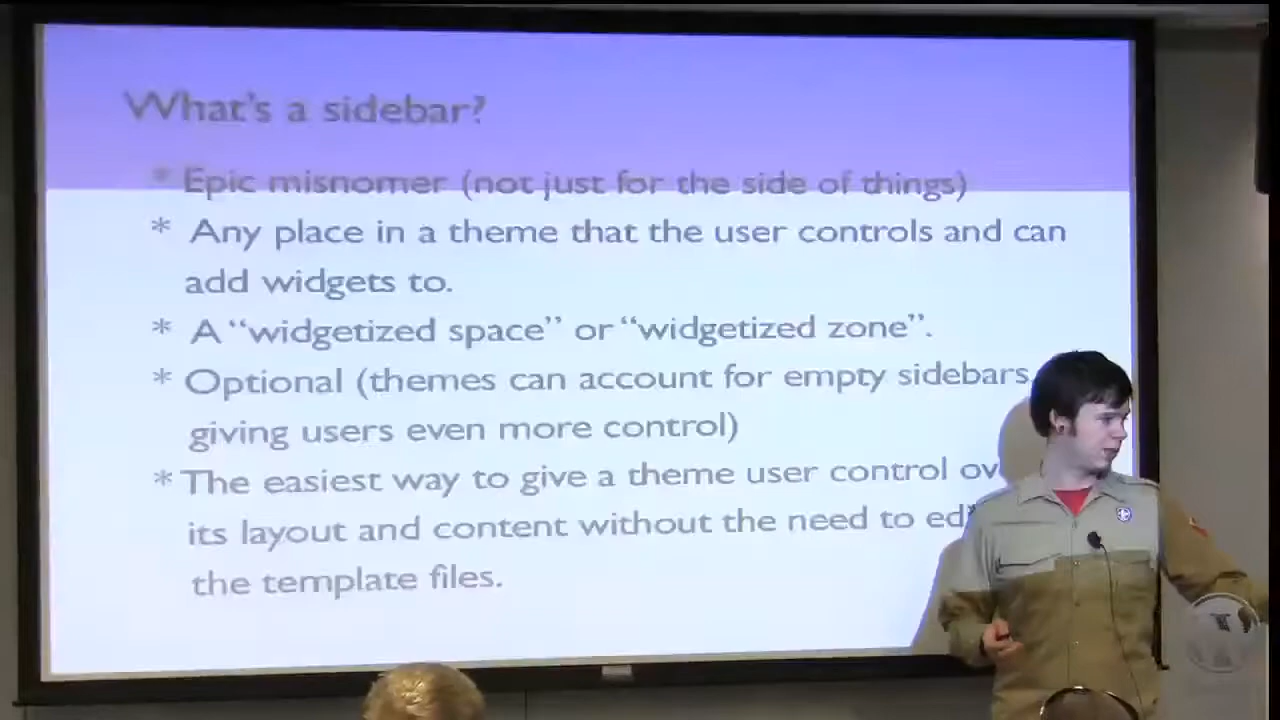 What's a sidebar?
* Epic misnomer (not just for the side of things)
* Any place in a theme that the user controls and can
add widgets to.
* A “widgetized space” or “widgetized zone”.
* Optional (themes can account for empty sidebars,
giving users even more control)
* The easiest way to give a theme user control
its layout and content without the need to
the template files.